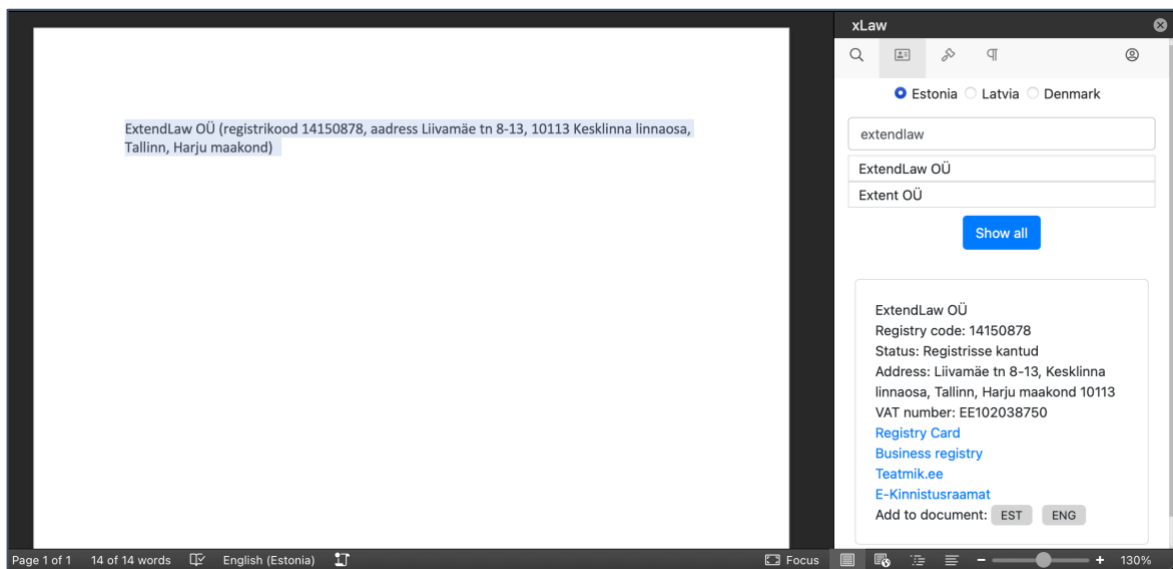 xLaw
Estonia Latvia Denmark
extendlaw
ExtendLaw OÜ
Extent OÜ
Show all
ExtendLaw OÜ (registrikood 14150878, aadress Liivamäe tn 8-13, 10113 Kesklinna linnaosa,
Tallinn, Harju maakond)
ExtendLaw OÜ
Registry code: 14150878
Status: Registrisse kantud
Address: Liivamäe tn 8-13, Kesklinna
linnaosa, Tallinn, Harju maakond 10113
VAT number: EE102038750
Registry Card
Business registry
Teatmik.ee
E-Kinnistusraamat
Add to document: EST ENG
Page 1 of 1 14 of 14 words English (Estonia) Focus 130%